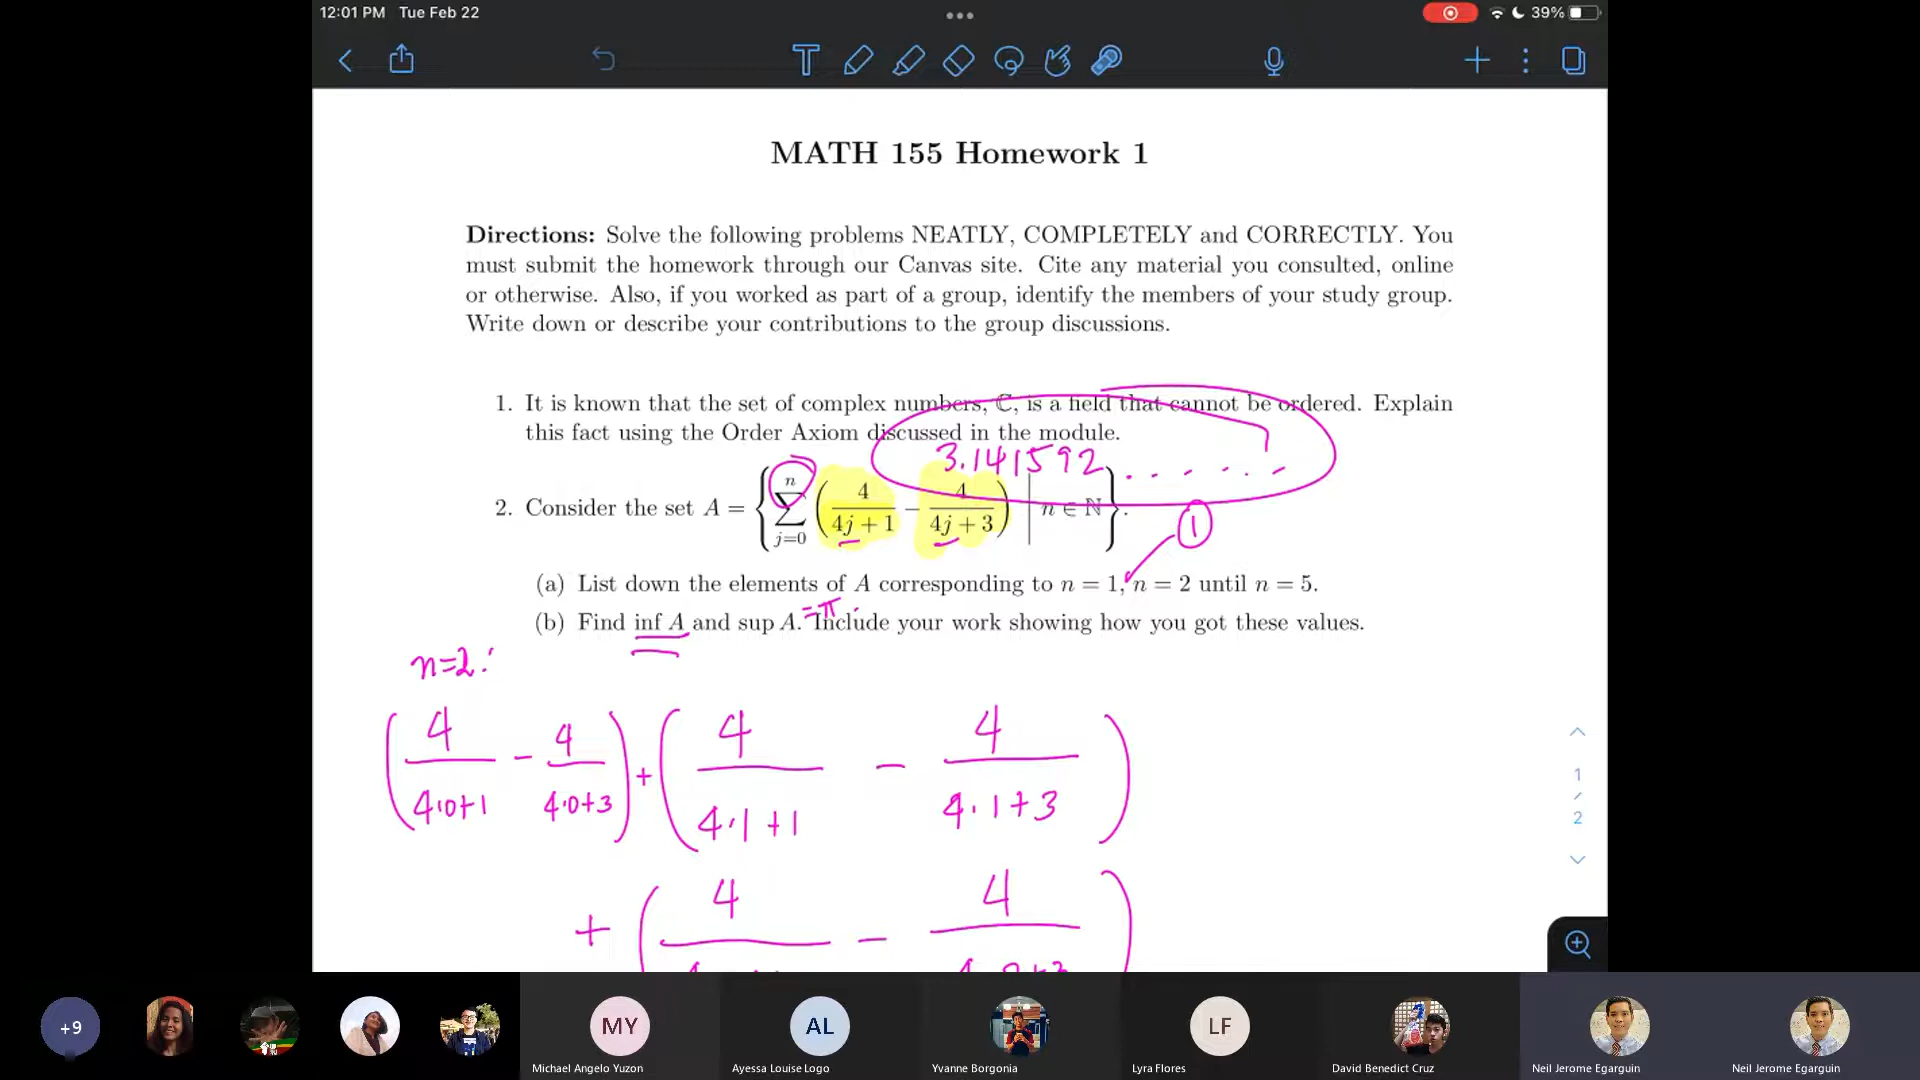 12:01 PM Tue Feb 22
39%
MATH 155 Homework 1
Directions: Solve the following problems NEATLY, COMPLETELY and CORRECTLY. You
must submit the homework through our Canvas site. Cite any material you consulted, online
or otherwise. Also, if you worked as part of a group, identify the members of your study group.
Write down or describe your contributions to the group discussions.
1. It is known that the set of complex numbers, ℂ, is a field that cannot be ordered. Explain
this fact using the Order Axiom discussed in the module.
3.141592......
2. Consider the set A = { ∑_{j=0}^{n} ( 4/(4j + 1) − 4/(4j + 3) ) | n ∈ ℕ }.
1
(a) List down the elements of A corresponding to n = 1, n = 2 until n = 5.
=π
(b) Find inf A and sup A. Include your work showing how you got these values.
n=2:
( 4/(4·0+1) − 4/(4·0+3) ) + ( 4/(4·1+1) − 4/(4·1+3) )
+ ( 4 − 4 )
1
/
2
+9
MY
AL
LF
Michael Angelo Yuzon
Ayessa Louise Logo
Yvanne Borgonia
Lyra Flores
David Benedict Cruz
Neil Jerome Egarguin
Neil Jerome Egarguin